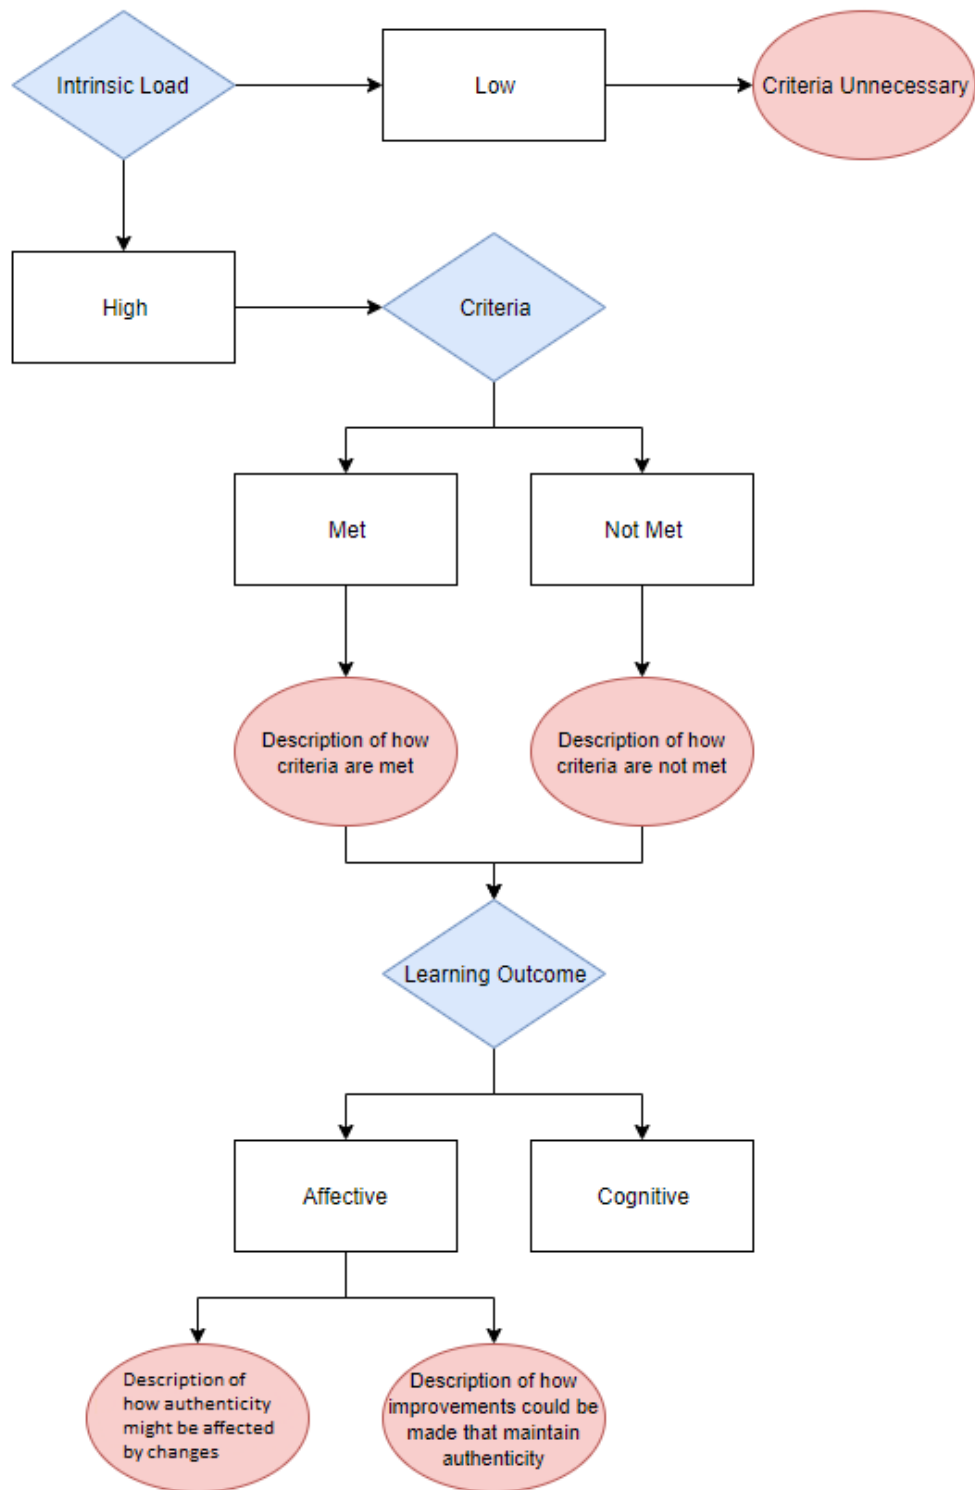 Intrinsic Load
Low
Criteria Unnecessary
High
Criteria
Met
Not Met
Description of how
criteria are met
Description of how
criteria are not met
Learning Outcome
Affective
Cognitive
Description of
how authenticity
might be affected
by changes
Description of how
improvements could be
made that maintain
authenticity